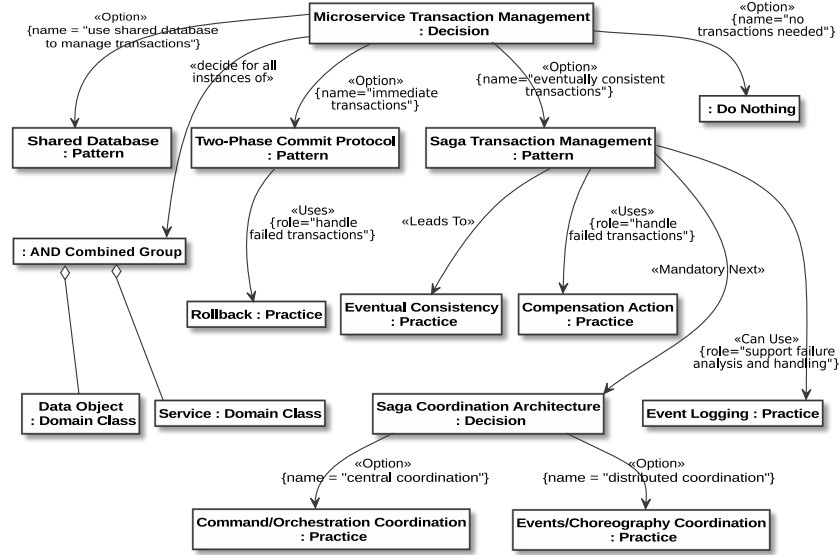 «Option»
{name = "use shared database
to manage transactions"}
Microservice Transaction Management
: Decision
«Option»
{name="no
transactions needed"}
«decide for all
instances of»
«Option»
{name="immediate
transactions"}
«Option»
{name="eventually consistent
transactions"}
: Do Nothing
Shared Database
: Pattern
Two-Phase Commit Protocol
: Pattern
Saga Transaction Management
: Pattern
«Uses»
{role="handle
failed transactions"}
«Leads To»
«Uses»
{role="handle
failed transactions"}
: AND Combined Group
«Mandatory Next»
Rollback : Practice
Eventual Consistency
: Practice
Compensation Action
: Practice
«Can Use»
{role="support failure
analysis and handling"}
Data Object
: Domain Class
Service : Domain Class
Saga Coordination Architecture
: Decision
Event Logging : Practice
«Option»
{name = "central coordination"}
«Option»
{name = "distributed coordination"}
Command/Orchestration Coordination
: Practice
Events/Choreography Coordination
: Practice